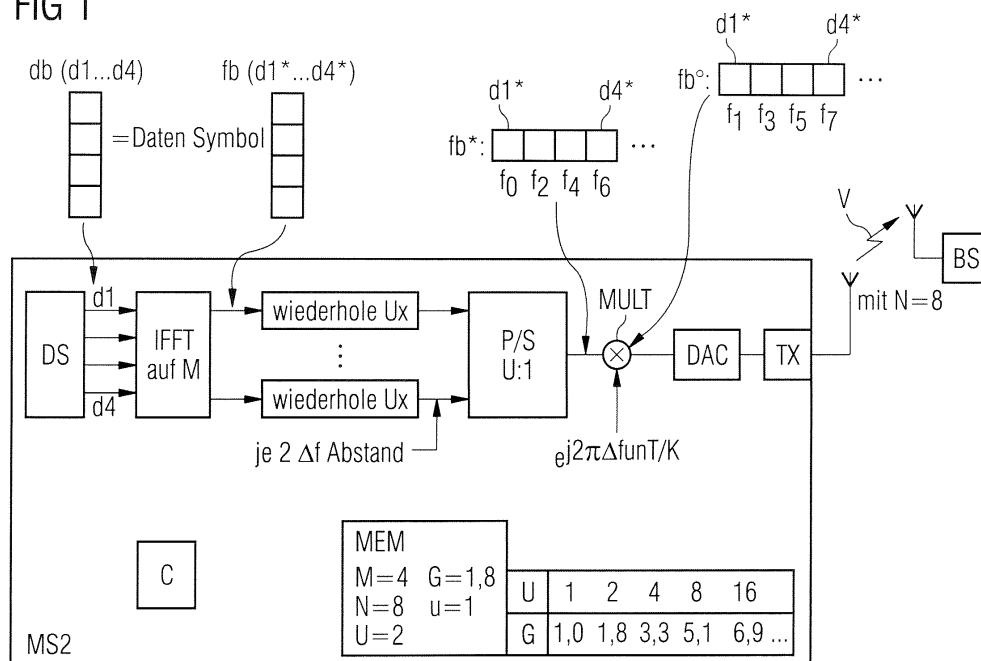 FIG 1
db (d1...d4)
fb (d1*...d4*)
=Daten Symbol
d1*
d4*
fb*:
...
f0 f2 f4 f6
d1*
d4*
fb°:
...
f1 f3 f5 f7
V
BS
mit N=8
DS
d1
d4
IFFT
auf M
wiederhole Ux
wiederhole Ux
je 2 Δf Abstand
P/S
U:1
MULT
ej2πΔfunT/K
DAC
TX
C
MS2
MEM
M=4 G=1,8
N=8 u=1
U=2
U 1 2 4 8 16
G 1,0 1,8 3,3 5,1 6,9 ...